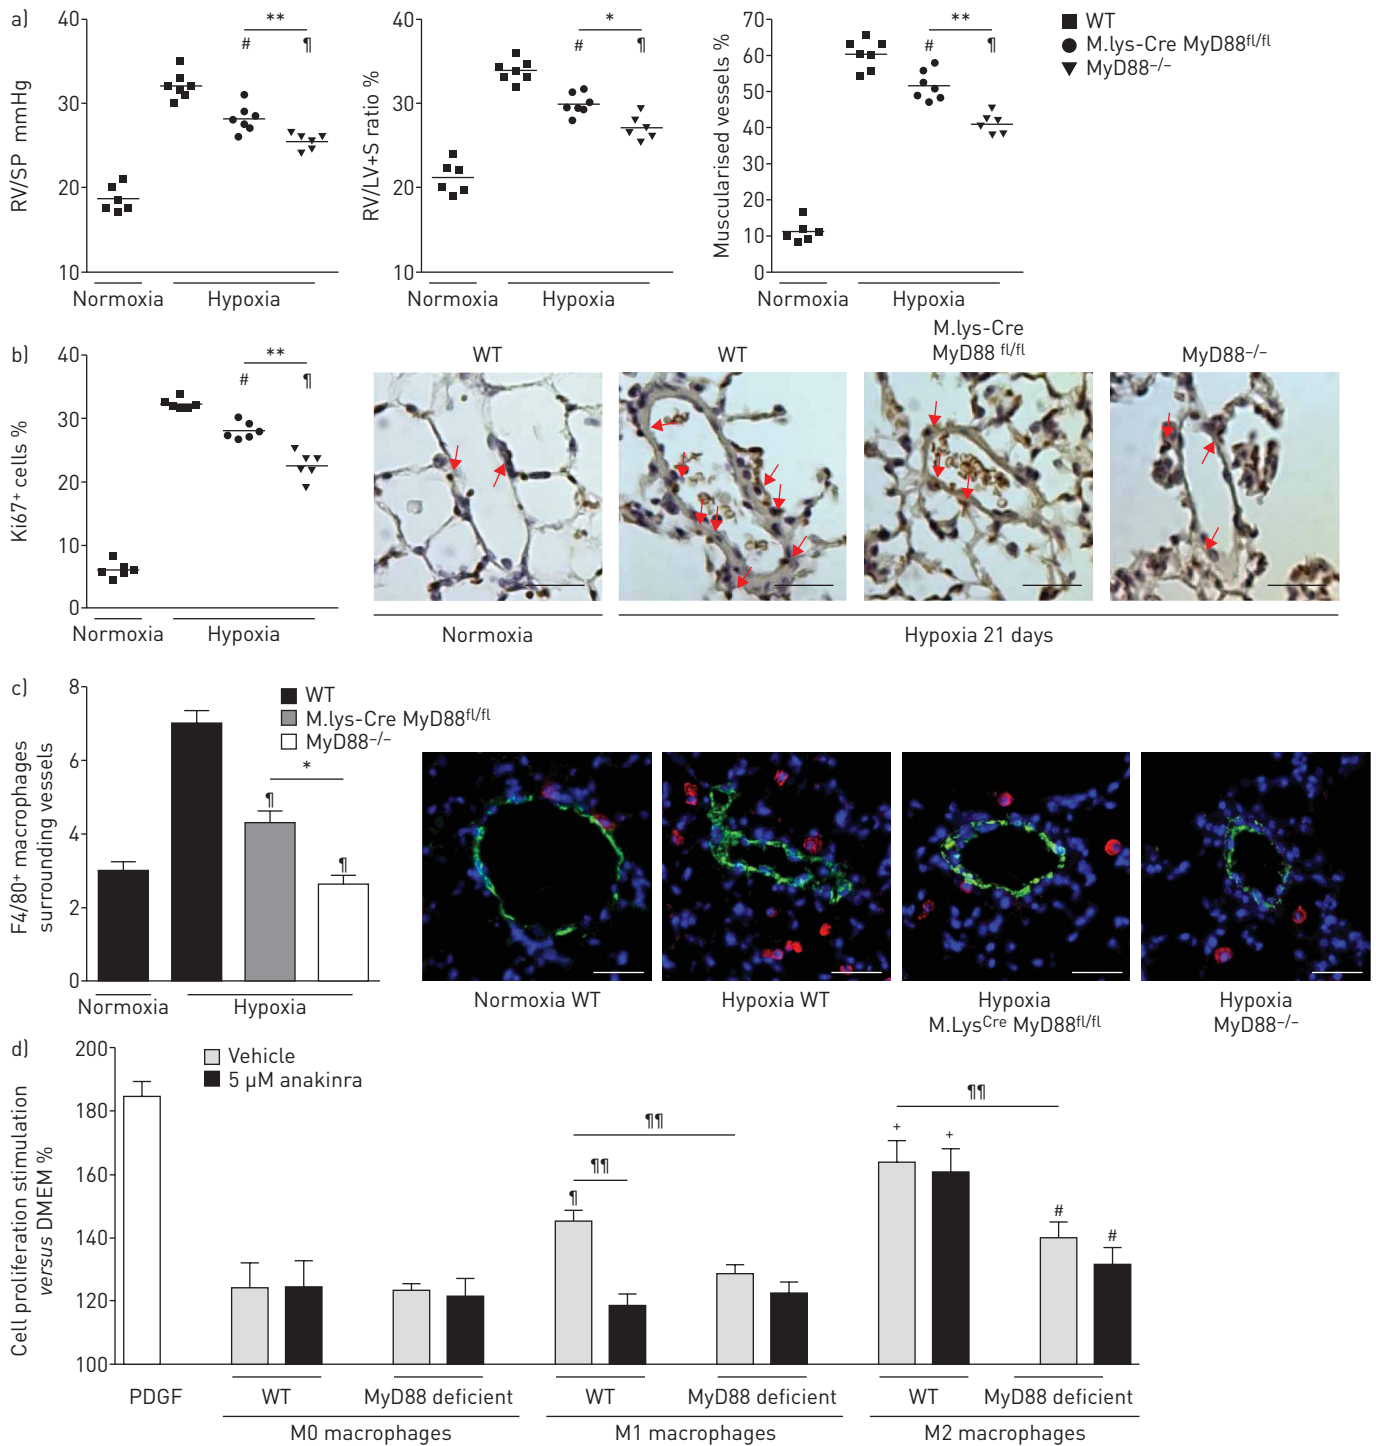 a)
RV/SP mmHg
40
30
20
10
**
# ¶
Normoxia Hypoxia
RV/LV+S ratio %
40
30
20
10
*
# ¶
Normoxia Hypoxia
Muscularised vessels %
70
60
50
40
30
20
10
0
**
# ¶
Normoxia Hypoxia
WT
M.lys-Cre MyD88fl/fl
MyD88–/–
b)
Ki67+ cells %
40
30
20
10
0
**
# ¶
Normoxia Hypoxia
WT
WT
M.lys-Cre
MyD88 fl/fl
MyD88–/–
Normoxia
Hypoxia 21 days
c)
F4/80+ macrophages
surrounding vessels
8
6
4
2
0
WT
M.lys-Cre MyD88fl/fl
MyD88–/–
*
¶
¶
Normoxia Hypoxia
Normoxia WT
Hypoxia WT
Hypoxia
M.LysCre MyD88fl/fl
Hypoxia
MyD88–/–
d)
Cell proliferation stimulation
versus DMEM %
200
180
160
140
120
100
Vehicle
5 µM anakinra
¶¶
¶¶
¶
¶¶
+
+
#
#
PDGF
WT
MyD88 deficient
WT
MyD88 deficient
WT
MyD88 deficient
M0 macrophages
M1 macrophages
M2 macrophages